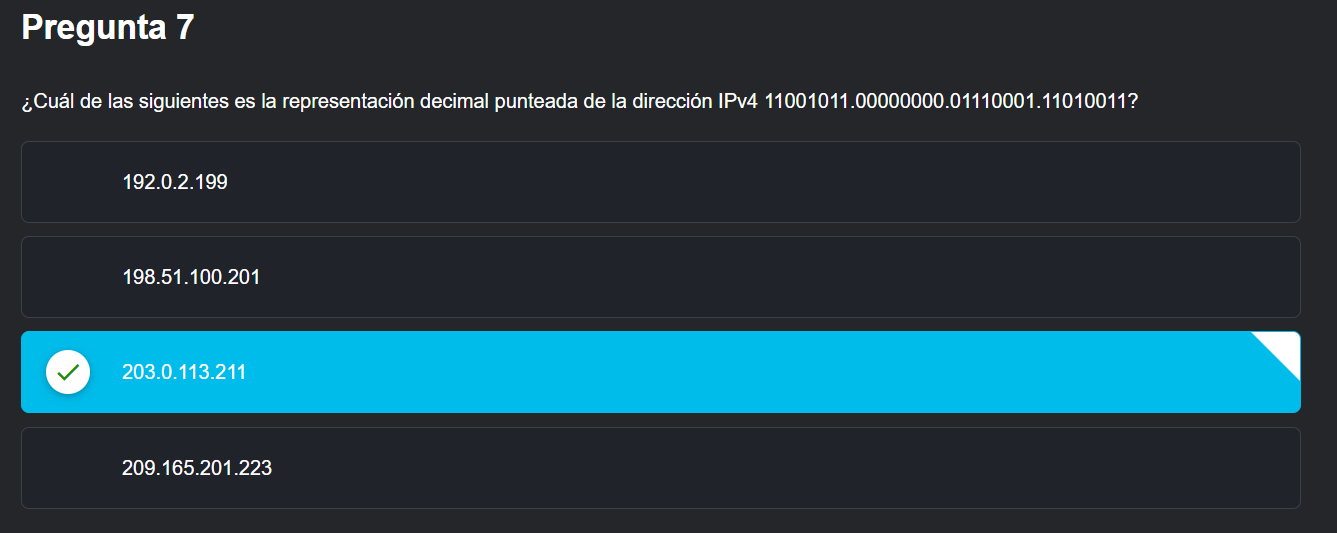 Pregunta 7
¿Cuál de las siguientes es la representación decimal punteada de la dirección IPv4 11001011.00000000.01110001.11010011?
192.0.2.199
198.51.100.201
203.0.113.211
209.165.201.223